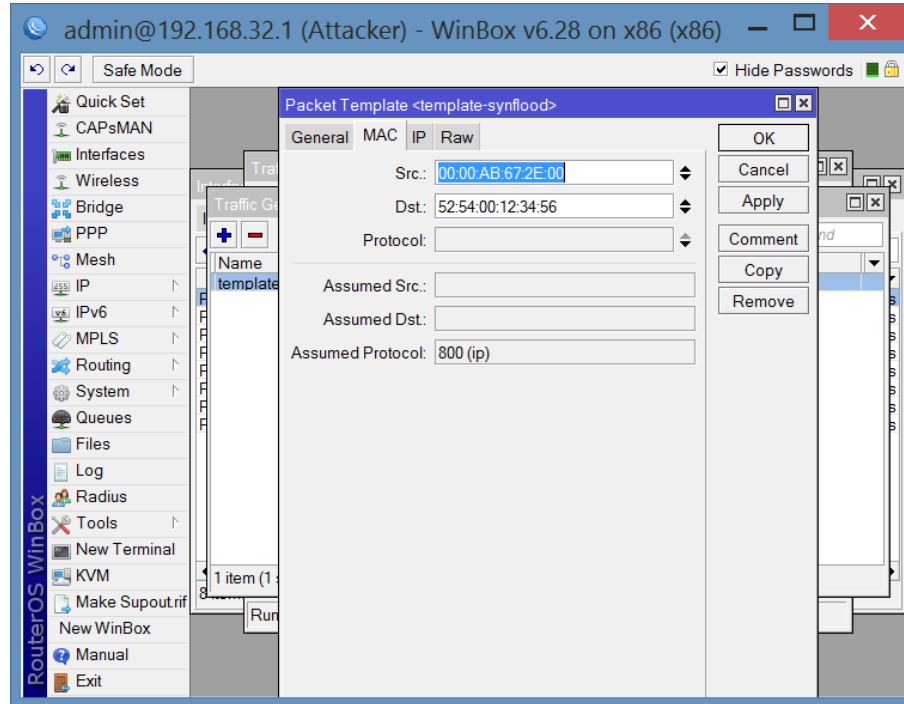 admin@192.168.32.1 (Attacker) - WinBox v6.28 on x86 (x86)
Safe Mode
Hide Passwords
Quick Set
CAPsMAN
Interfaces
Wireless
Bridge
PPP
Mesh
IP
IPv6
MPLS
Routing
System
Queues
Files
Log
Radius
Tools
New Terminal
KVM
Make Supout.rif
New WinBox
Manual
Exit
RouterOS WinBox
Packet Template <template-synflood>
General MAC IP Raw
Src.: 00:00:AB:67:2E:00
Dst.: 52:54:00:12:34:56
Protocol:
Assumed Src.:
Assumed Dst.:
Assumed Protocol: 800 (ip)
OK
Cancel
Apply
Comment
Copy
Remove
Name
template
1 item (1